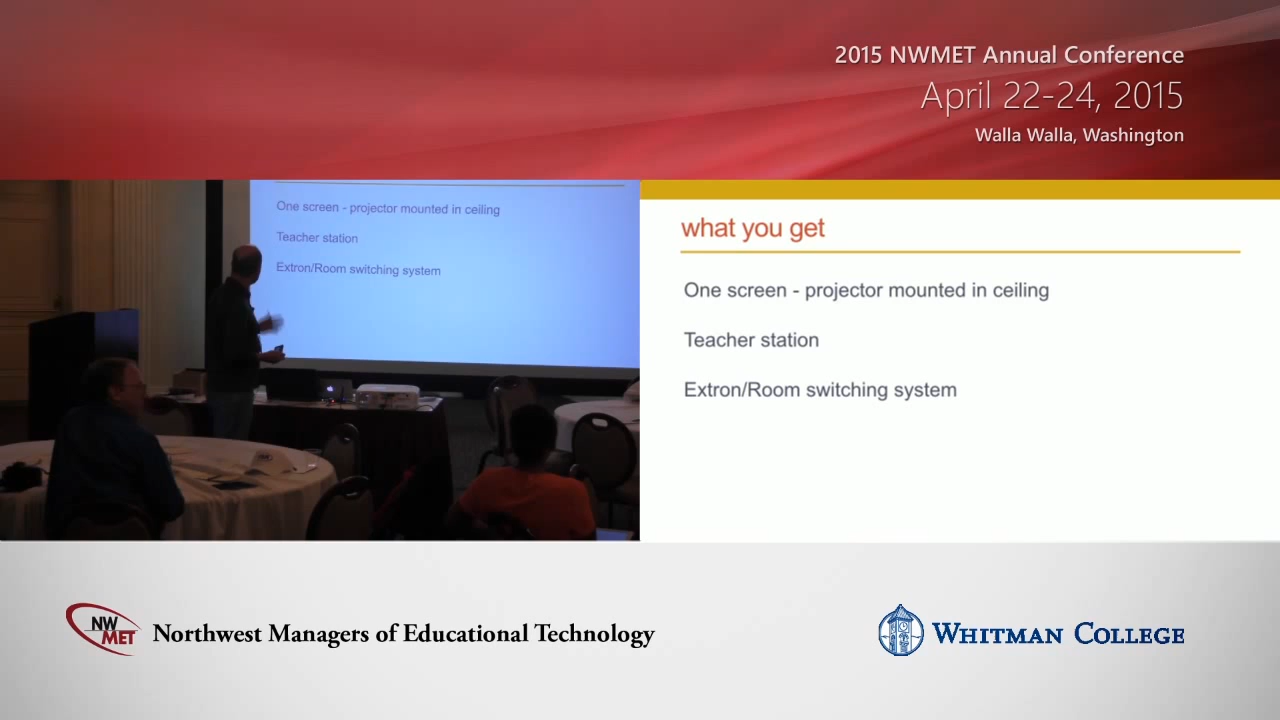 2015 NWMET Annual Conference
April 22-24, 2015
Walla Walla, Washington
One screen - projector mounted in ceiling
Teacher station
Extron/Room switching system
what you get
One screen - projector mounted in ceiling
Teacher station
Extron/Room switching system
NW
MET
Northwest Managers of Educational Technology
WHITMAN COLLEGE